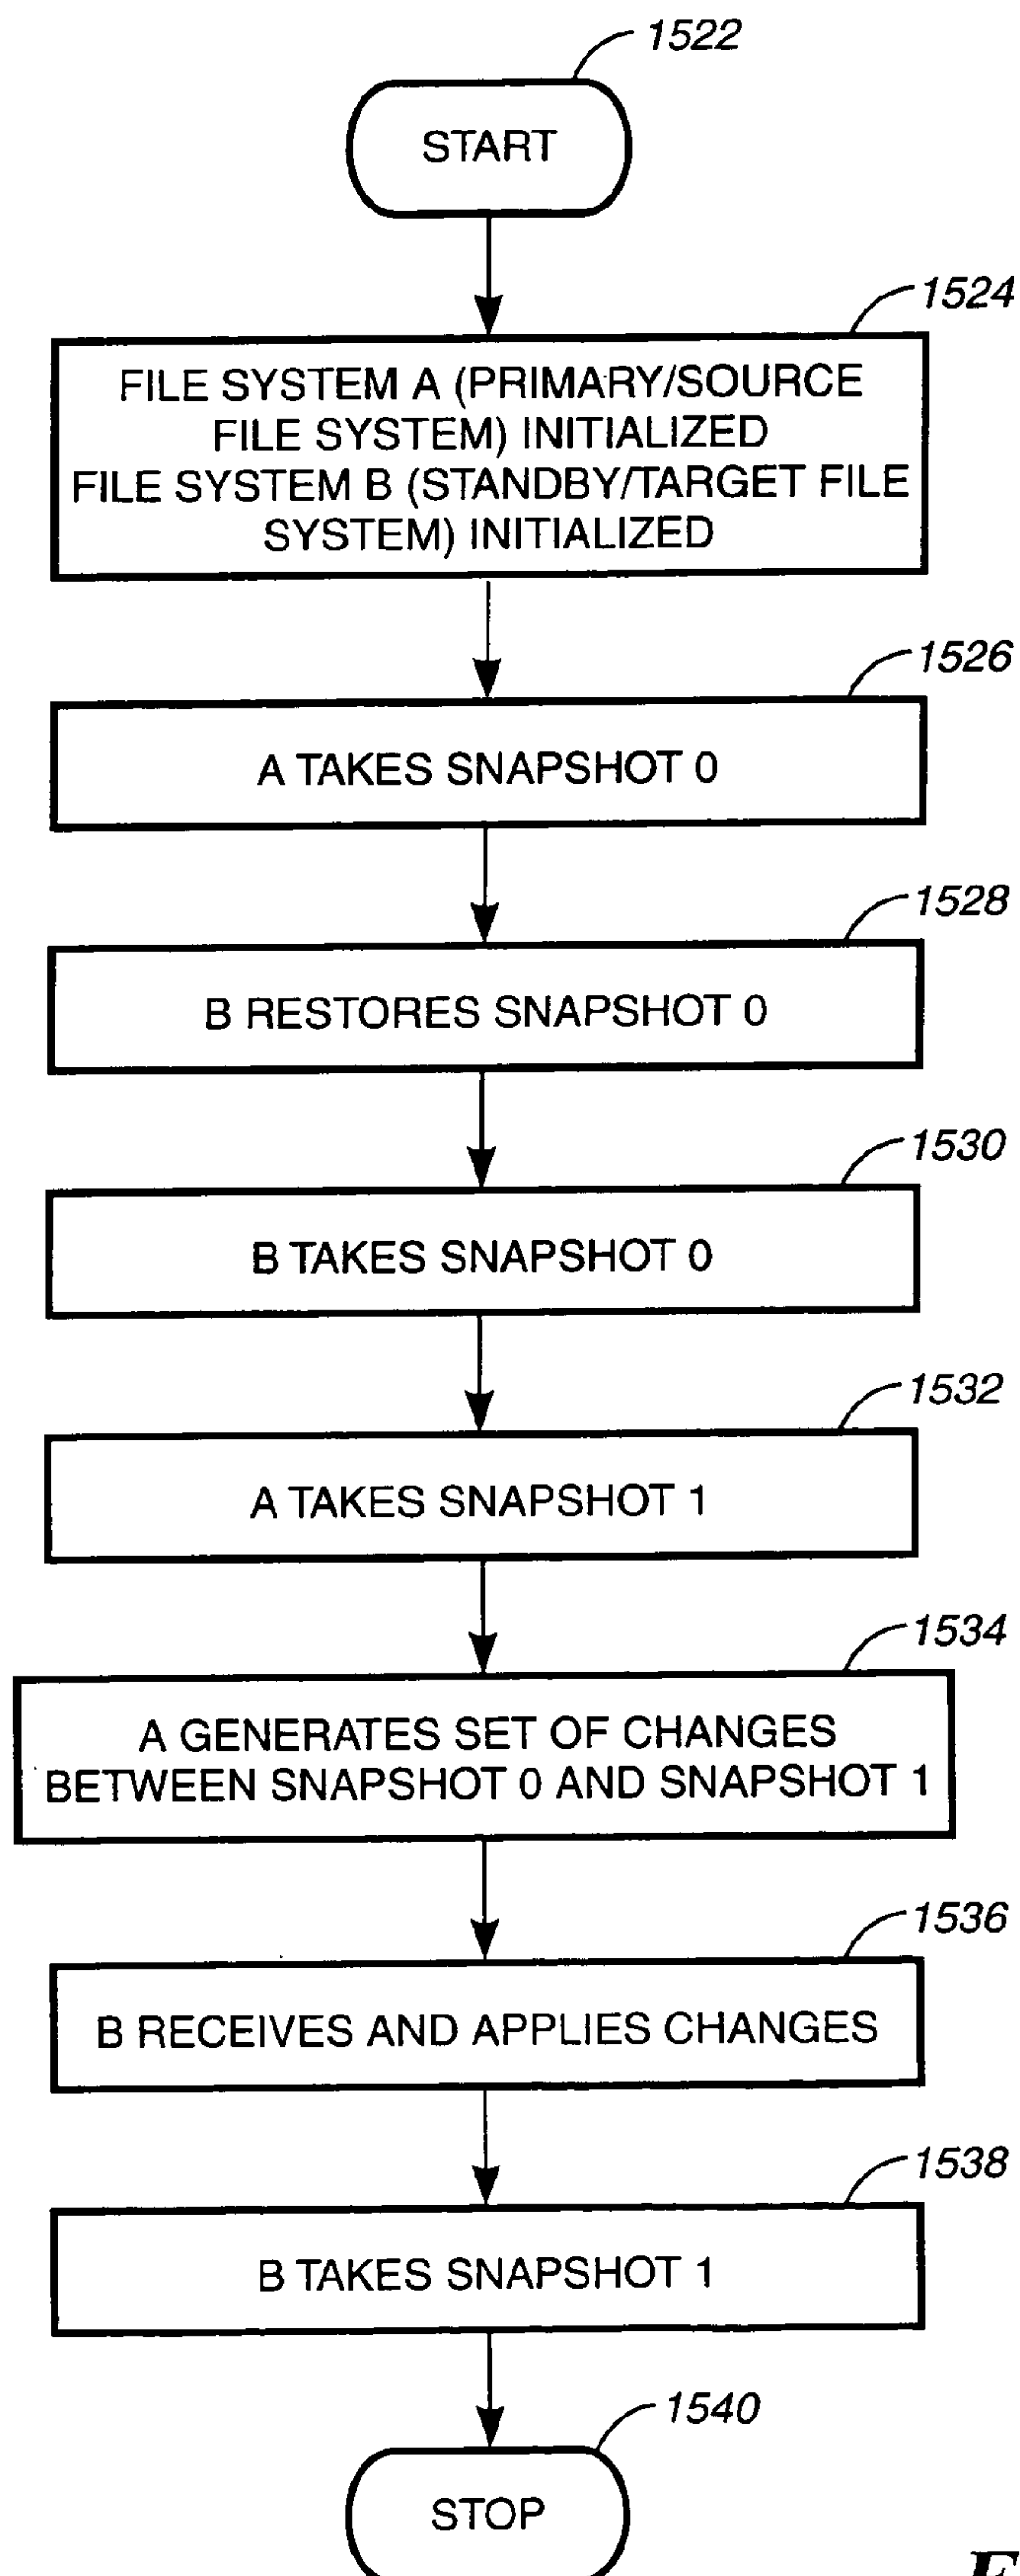 1522
START
1524
FILE SYSTEM A (PRIMARY/SOURCE
FILE SYSTEM) INITIALIZED
FILE SYSTEM B (STANDBY/TARGET FILE
SYSTEM) INITIALIZED
1526
A TAKES SNAPSHOT 0
1528
B RESTORES SNAPSHOT 0
1530
B TAKES SNAPSHOT 0
1532
A TAKES SNAPSHOT 1
1534
A GENERATES SET OF CHANGES
BETWEEN SNAPSHOT 0 AND SNAPSHOT 1
1536
B RECEIVES AND APPLIES CHANGES
1538
B TAKES SNAPSHOT 1
1540
STOP